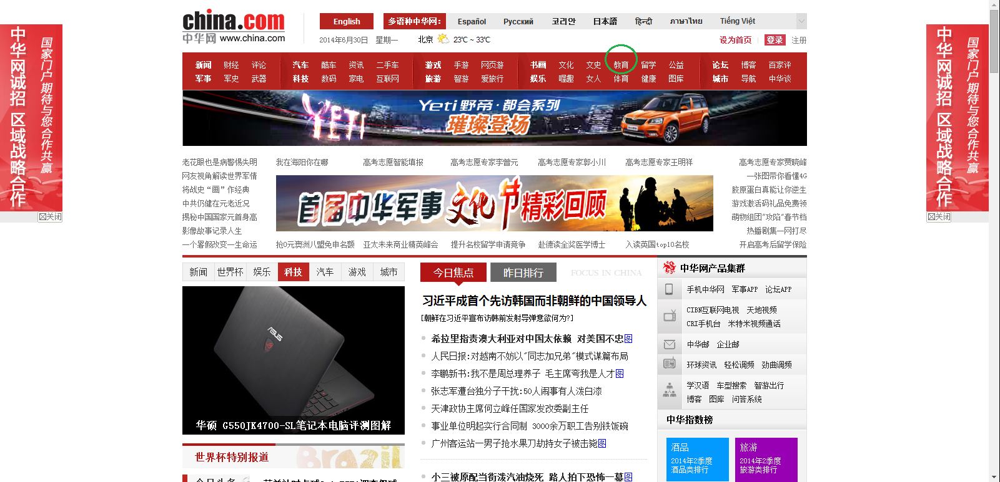 china.com
中华网 www.china.com
English 多语种中华网： Español Русский 코리안 日本語 हिन्दी ภาษาไทย Tiếng Việt
2014年6月30日 星期一 北京 23℃ ~ 33℃ 设为首页 登录 注册
新闻 财经 评论 汽车 酷车 资讯 二手车 游戏 手游 网页游 书画 文化 文史 教育 留学 公益 论坛 博客 百家评
军事 军史 武器 科技 数码 家电 互联网 旅游 智游 爱旅行 娱乐 喔趣 女人 体育 健康 图库 城市 导航 中华谈
中华网诚招 区域战略合作
国家门户 期待与您合作共赢
关闭
中华网诚招 区域战略合作
国家门户 期待与您合作共赢
关闭
YETI
Yeti 野帝·都会系列
璀璨登场
老花眼也是病警惕失明 我在海阳你在哪 高考志愿智能填报 高考志愿专家李曾元 高考志愿专家郭小川 高考志愿专家王明祥 高考志愿专家贾晓峰
网友视角解读世界军情 一张图带你看懂4G
将战史“画”作经典 胶原蛋白真能让你逆生
中共仍健在元老近况 游戏激活码礼品免费领
揭秘中国国家元首身高 萌物组团"攻陷"春节档
影像故事记录人生 热播剧集一网打尽
首届中华军事文化节精彩回顾
一个暑假改变一生命运 抢0元澳洲八盟免申名额 亚太未来商业精英峰会 提升名校留学申请竞争 赴德读全奖医学博士 入读英国top10名校 开启高考后留学保险
新闻 世界杯 娱乐 科技 汽车 游戏 城市
ASUS
华硕 G550JK4700-SL笔记本电脑评测图解
世界杯特别报道
Brazil
今日焦点 昨日排行 FOCUS IN CHINA
习近平成首个先访韩国而非朝鲜的中国领导人
[朝鲜在习近平宣布访韩前发射导弹意欲何为?]
希拉里指责澳大利亚对中国太依赖 对美国不忠图
人民日报:对越南不妨以"同志加兄弟"模式谋篇布局
李鹏新书:我不是周总理养子 毛主席夸我是人才图
张志军遭台独分子干扰:50人闹事有人泼白漆
天津政协主席何立峰任国家发改委副主任
事业单位明起实行合同制 3000余万职工告别铁饭碗
广州客运站一男子抢水果刀劫持女子被击毙图
小三被原配当街泼汽油烧死 路人拍下恐怖一幕图
中华网产品集群
手机中华网 军事APP 论坛APP
CIBN互联网电视 天地视频
CRI手机台 米特米视频通话
中华邮 企业邮
环球资讯 轻松调频 劲曲调频
学汉语 车型搜索 智游出行
博客 图库 问答系统
中华指数榜
酒品
2014年2季度
酒品类排行
旅游
2014年2季度
旅游类排行